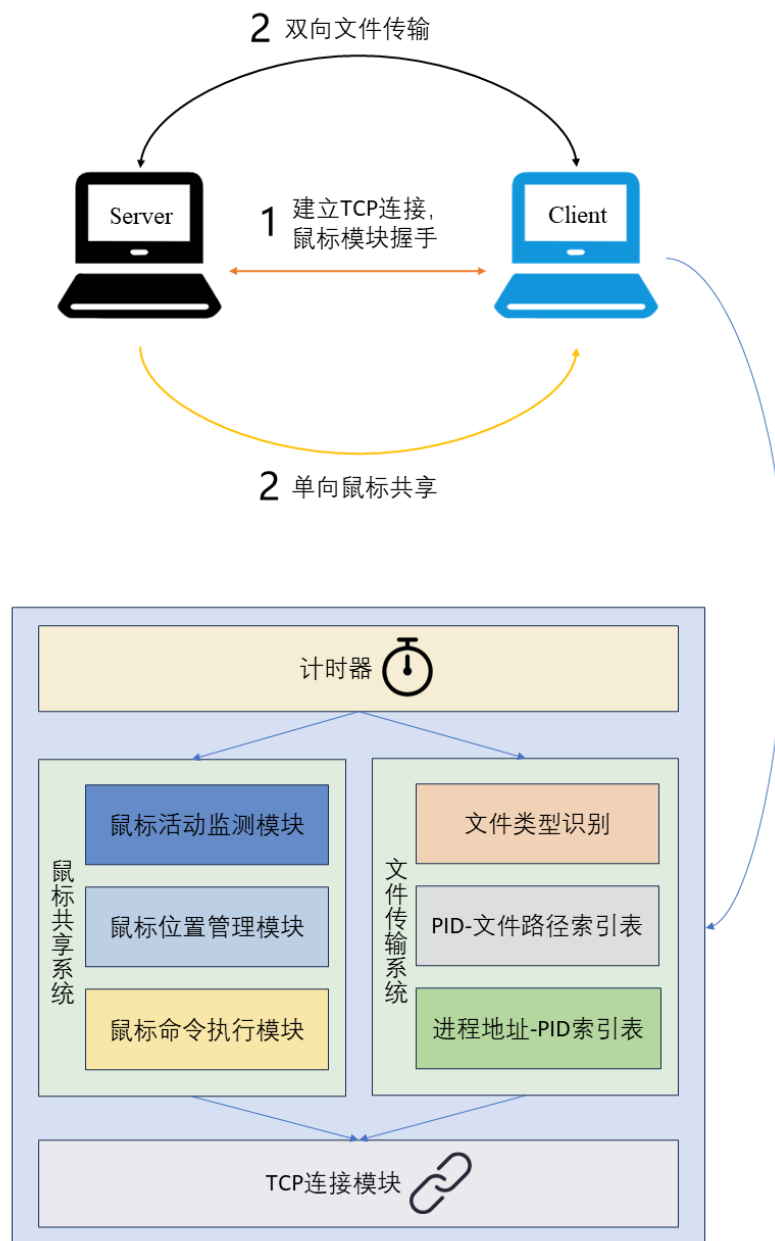 2 双向文件传输
Server
1 建立TCP连接,
鼠标模块握手
Client
2 单向鼠标共享
计时器
鼠标共享系统
鼠标活动监测模块
鼠标位置管理模块
鼠标命令执行模块
文件传输系统
文件类型识别
PID-文件路径索引表
进程地址-PID索引表
TCP连接模块